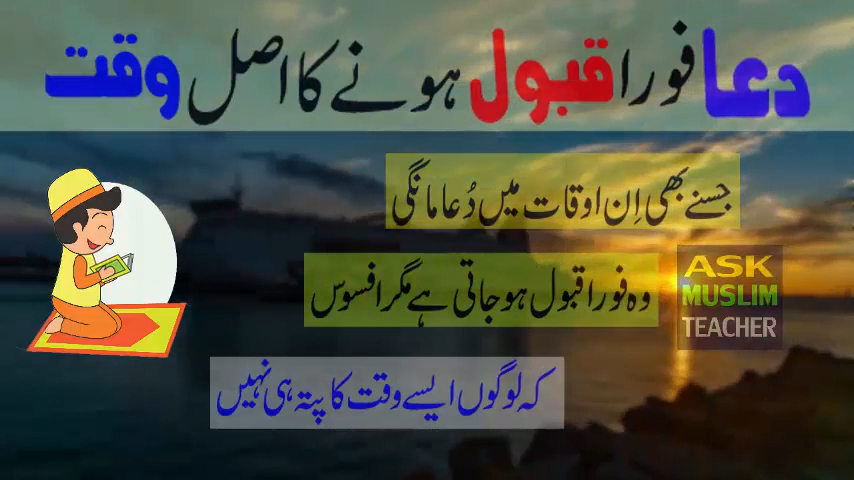 دعا فورا قبول ہونے کا اصل وقت
جسنے بھی اِن اوقات میں دُعا مانگی
وہ فورا قبول ہو جاتی ہے مگر افسوس
کہ لوگوں ایسے وقت کا پتہ ہی نہیں
ASK
MUSLIM
TEACHER